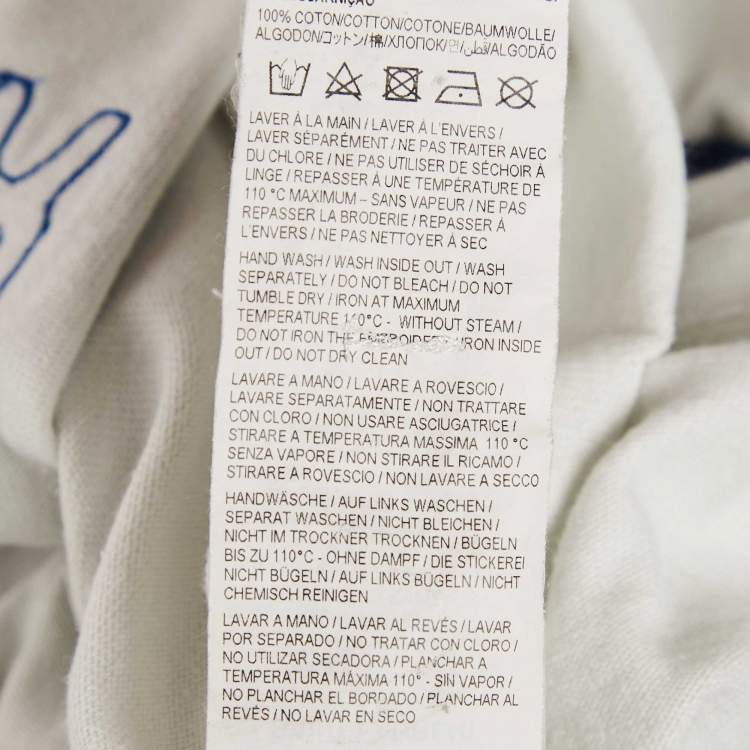 100% COTON/COTTON/COTONE/BAUMWOLLE/
ALGODON/コットン/棉/ХЛОПОК/면/قطن/ALGODÃO
LAVER À LA MAIN / LAVER À L'ENVERS /
LAVER SÉPARÉMENT / NE PAS TRAITER AVEC
DU CHLORE / NE PAS UTILISER DE SÉCHOIR À
LINGE / REPASSER À UNE TEMPÉRATURE DE
110 °C MAXIMUM – SANS VAPEUR / NE PAS
REPASSER LA BRODERIE / REPASSER À
L'ENVERS / NE PAS NETTOYER À SEC
HAND WASH / WASH INSIDE OUT / WASH
SEPARATELY / DO NOT BLEACH / DO NOT
TUMBLE DRY / IRON AT MAXIMUM
TEMPERATURE 110°C - WITHOUT STEAM /
DO NOT IRON THE EMBROIDERY / IRON INSIDE
OUT / DO NOT DRY CLEAN
LAVARE A MANO / LAVARE A ROVESCIO /
LAVARE SEPARATAMENTE / NON TRATTARE
CON CLORO / NON USARE ASCIUGATRICE /
STIRARE A TEMPERATURA MASSIMA 110 °C
SENZA VAPORE / NON STIRARE IL RICAMO /
STIRARE A ROVESCIO / NON LAVARE A SECCO
HANDWÄSCHE / AUF LINKS WASCHEN /
SEPARAT WASCHEN / NICHT BLEICHEN /
NICHT IM TROCKNER TROCKNEN / BÜGELN
BIS ZU 110°C - OHNE DAMPF / DIE STICKEREI
NICHT BÜGELN / AUF LINKS BÜGELN / NICHT
CHEMISCH REINIGEN
LAVAR A MANO / LAVAR AL REVÉS / LAVAR
POR SEPARADO / NO TRATAR CON CLORO /
NO UTILIZAR SECADORA / PLANCHAR A
TEMPERATURA MÁXIMA 110° - SIN VAPOR /
NO PLANCHAR EL BORDADO / PLANCHAR AL
REVÉS / NO LAVAR EN SECO